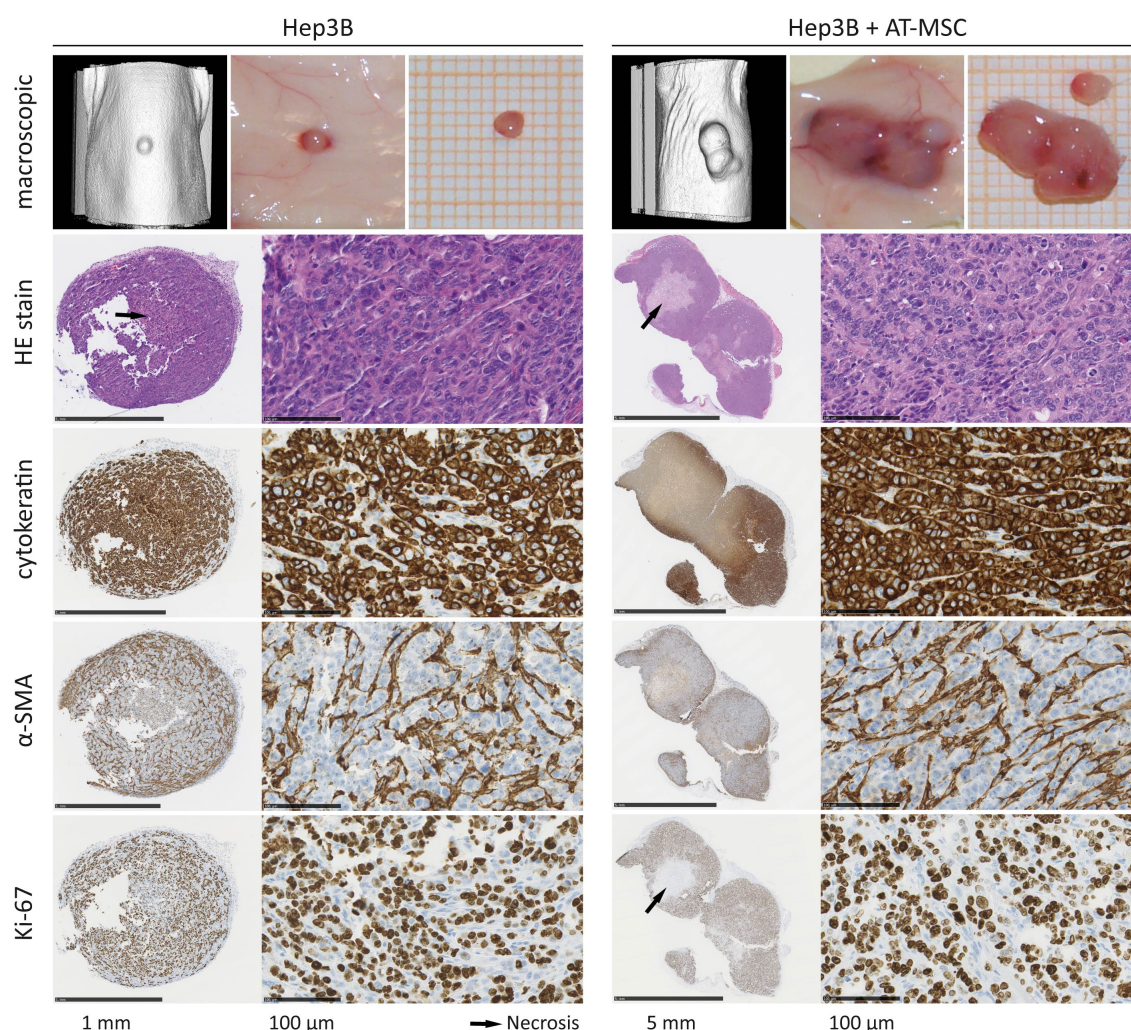 Hep3B
Hep3B + AT-MSC
macroscopic
HE stain
cytokeratin
α-SMA
Ki-67
1 mm
100 µm
Necrosis
5 mm
100 µm